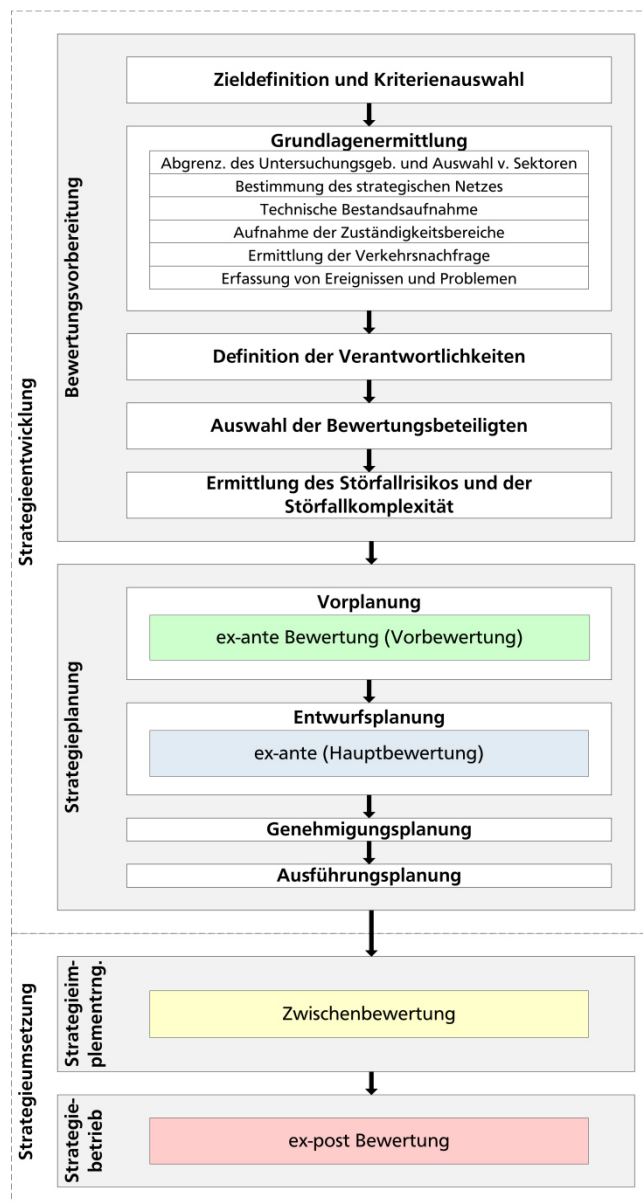 Strategieentwicklung
Bewertungsvorbereitung
Zieldefinition und Kriterienauswahl
Grundlagenermittlung
Abgrenz. des Untersuchungsgeb. und Auswahl v. Sektoren
Bestimmung des strategischen Netzes
Technische Bestandsaufnahme
Aufnahme der Zuständigkeitsbereiche
Ermittlung der Verkehrsnachfrage
Erfassung von Ereignissen und Problemen
Definition der Verantwortlichkeiten
Auswahl der Bewertungsbeteiligten
Ermittlung des Störfallrisikos und der
Störfallkomplexität
Strategieplanung
Vorplanung
ex-ante Bewertung (Vorbewertung)
Entwurfsplanung
ex-ante (Hauptbewertung)
Genehmigungsplanung
Ausführungsplanung
Strategieumsetzung
Strategieim-
plementrng.
Zwischenbewertung
Strategie-
betrieb
ex-post Bewertung